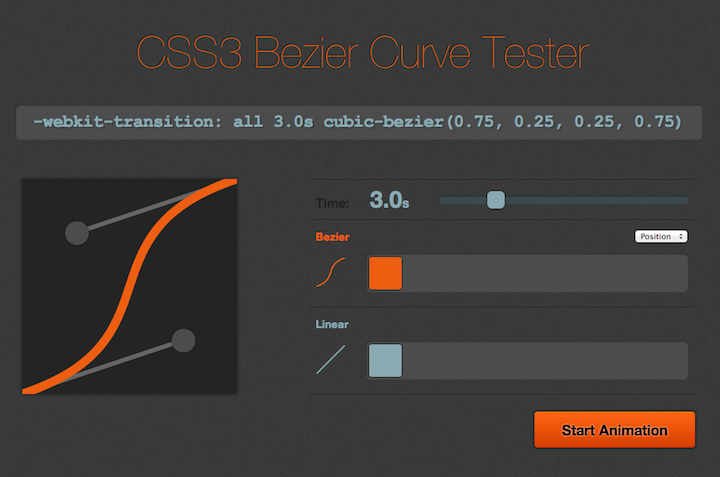 CSS3 Bezier Curve Tester
-webkit-transition: all 3.0s cubic-bezier(0.75, 0.25, 0.25, 0.75)
Time: 3.0s
Bezier Position
Linear
Start Animation